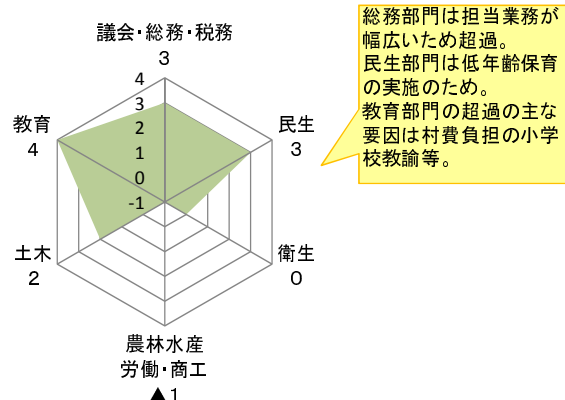 議会・総務・税務
3
4
3
2
1
0
-1
民生
3
衛生
0
農林水産
労働・商工
▲1
土木
2
教育
4
総務部門は担当業務が
幅広いため超過。
民生部門は低年齢保育
の実施のため。
教育部門の超過の主な
要因は村費負担の小学
校教諭等。